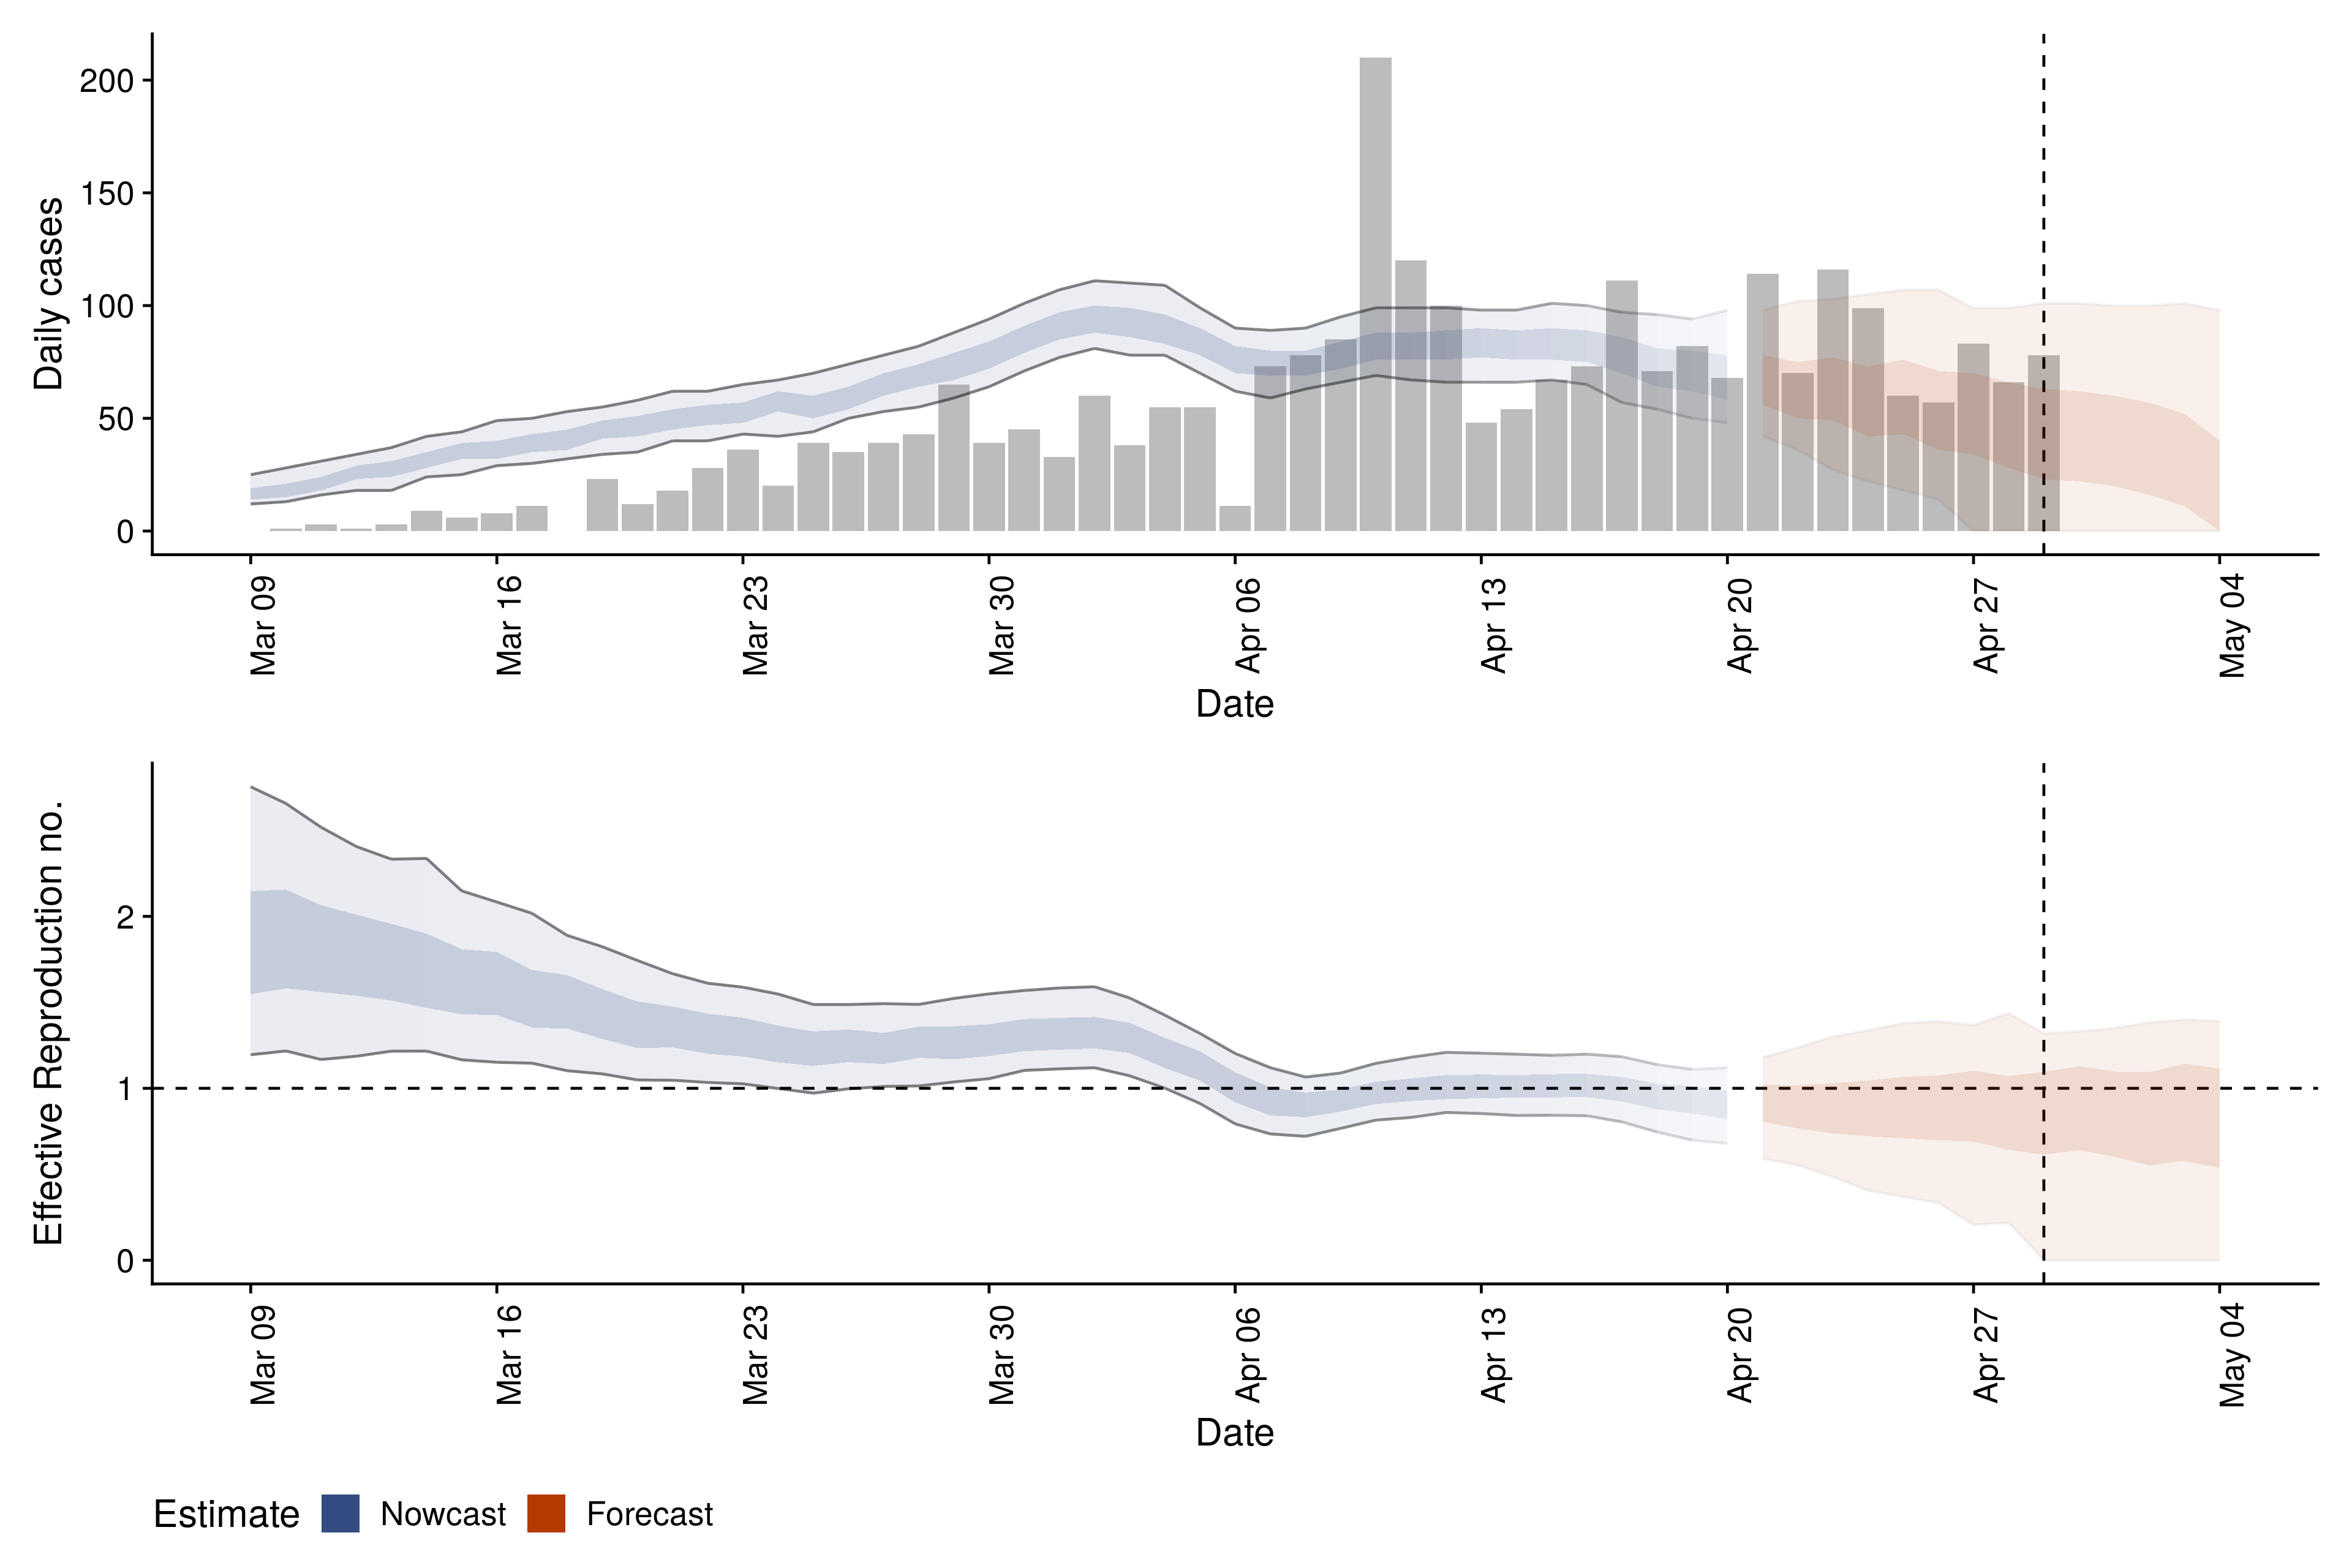 Daily cases
200
150
100
50
0
Mar 09
Mar 16
Mar 23
Mar 30
Apr 06
Apr 13
Apr 20
Apr 27
May 04
Date
Effective Reproduction no.
2
1
0
Mar 09
Mar 16
Mar 23
Mar 30
Apr 06
Apr 13
Apr 20
Apr 27
May 04
Date
Estimate Nowcast Forecast